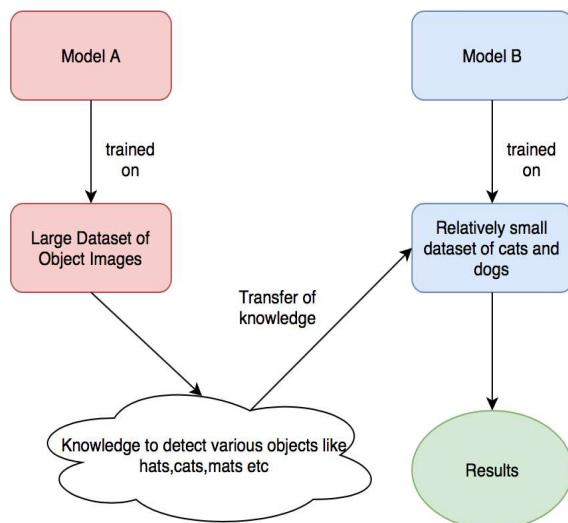 Model A
Model B
trained
on
trained
on
Large Dataset of
Object Images
Relatively small
dataset of cats and
dogs
Transfer of
knowledge
Knowledge to detect various objects like
hats,cats,mats etc
Results